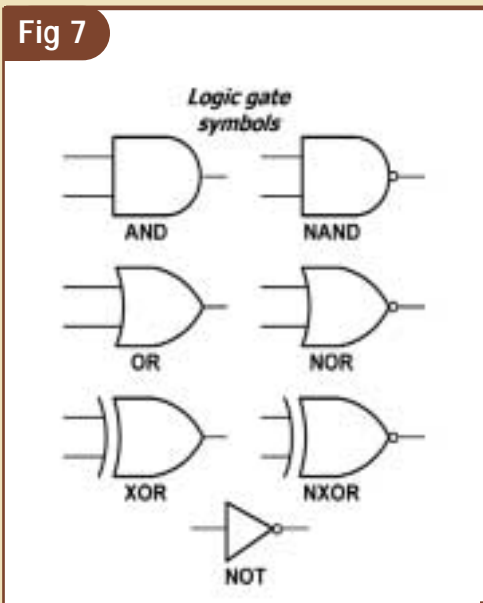 Fig 7
Logic gate
symbols
AND
NAND
OR
NOR
XOR
NXOR
NOT